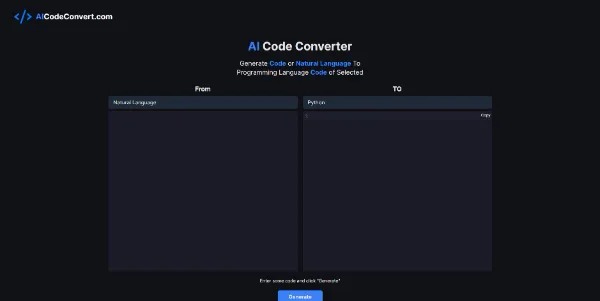 </> AICodeConvert.com
AI Code Converter
Generate Code or Natural Language To
Programming Language Code of Selected
From
TO
Natural Language
Python
Copy
Enter some code and click "Generate"
Generate